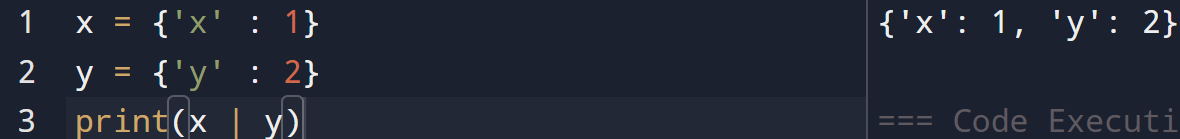 1 x = {'x' : 1}
2 y = {'y' : 2}
3 print(x | y)
{'x': 1, 'y': 2}
=== Code Executi